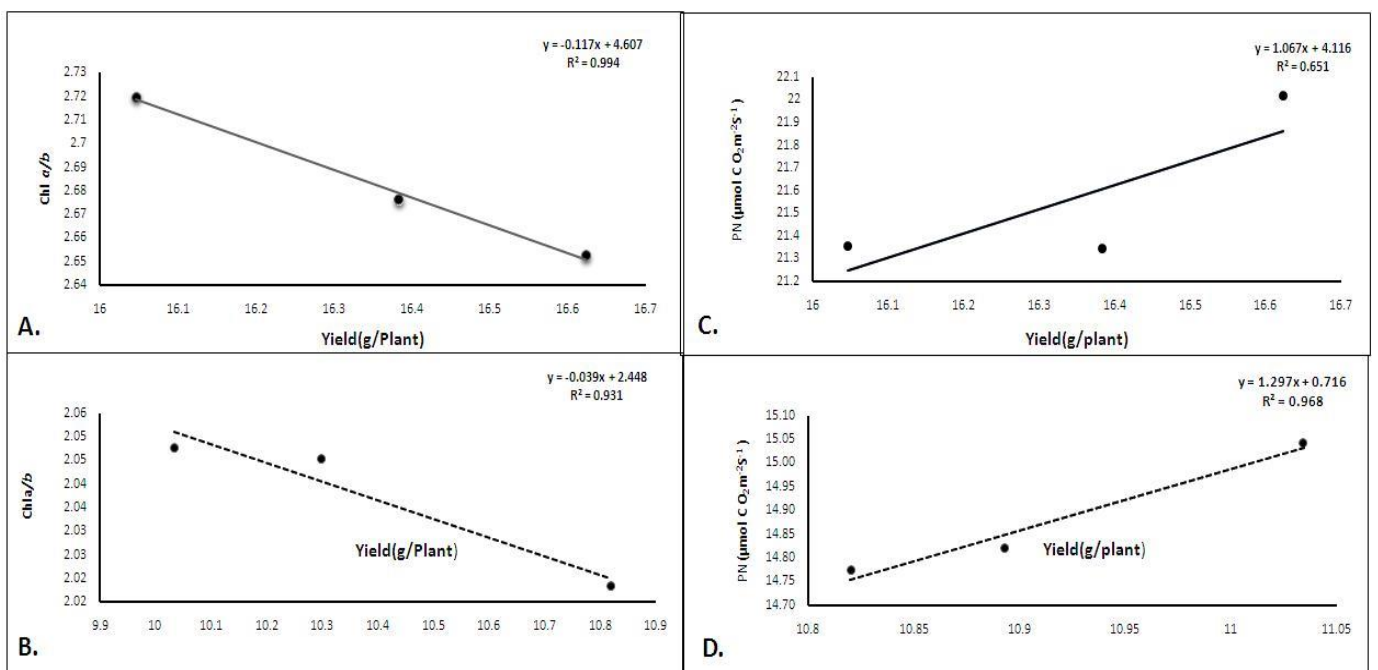 y = -0.117x + 4.607
R² = 0.994
2.73
2.72
2.71
2.7
2.69
2.68
2.67
2.66
2.65
2.64
Chl a/b
16 16.1 16.2 16.3 16.4 16.5 16.6 16.7
Yield(g/Plant)
A.
y = 1.067x + 4.116
R² = 0.651
22.1
22
21.9
21.8
21.7
21.6
21.5
21.4
21.3
21.2
PN (µmol C O₂m⁻²S⁻¹ )
16 16.1 16.2 16.3 16.4 16.5 16.6 16.7
Yield(g/plant)
C.
y = -0.039x + 2.448
R² = 0.931
2.06
2.05
2.05
2.04
2.04
2.03
2.03
2.02
2.02
Chla/b
Yield(g/Plant)
9.9 10 10.1 10.2 10.3 10.4 10.5 10.6 10.7 10.8 10.9
B.
y = 1.297x + 0.716
R² = 0.968
15.10
15.05
15.00
14.95
14.90
14.85
14.80
14.75
14.70
PN (µmol C O₂m⁻²S⁻¹ )
Yield(g/plant)
10.8 10.85 10.9 10.95 11 11.05
D.